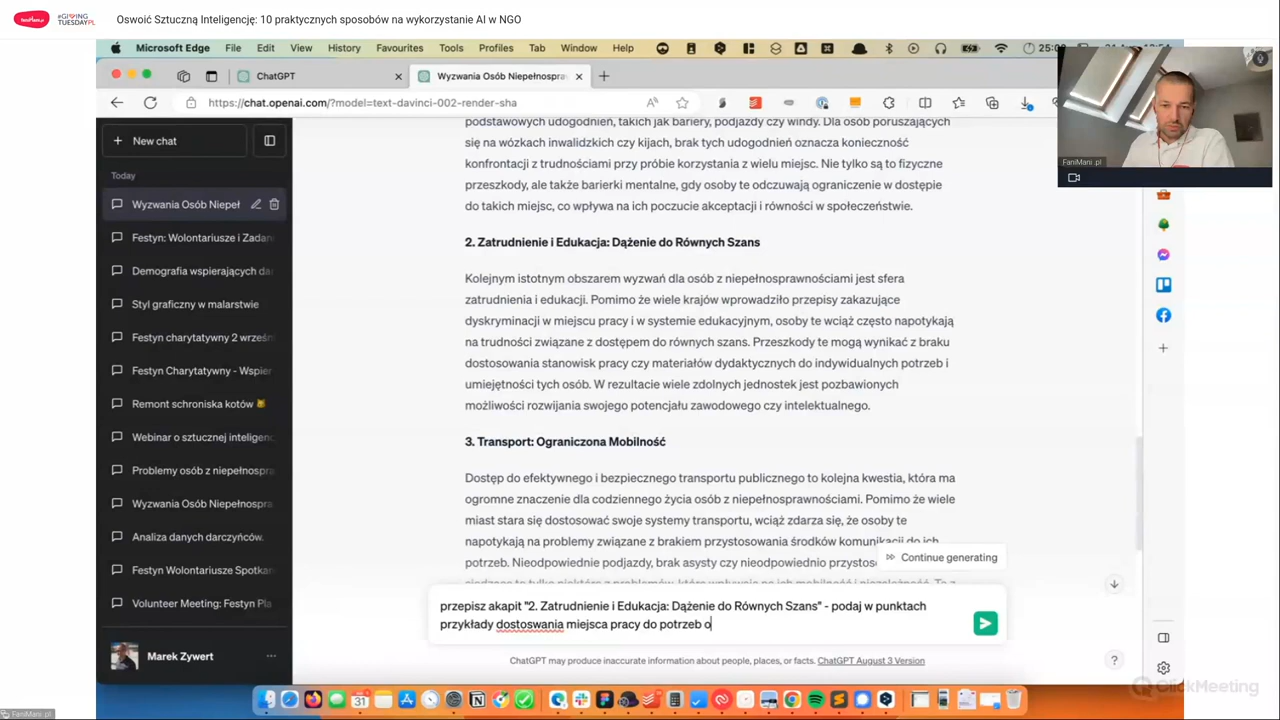 FaniMani.pl
#GIVING
TUESDAYPL
Oswoić Sztuczną Inteligencję: 10 praktycznych sposobów na wykorzystanie AI w NGO
Microsoft Edge File Edit View History Favourites Tools Profiles Tab Window Help
ChatGPT
Wyzwania Osób Niepełnospra
https://chat.openai.com/?model=text-davinci-002-render-sha
FaniMani .pl
New chat
Today
Wyzwania Osób Niepeł
Festyn: Wolontariusze i Zadan
Demografia wspierających da
Styl graficzny w malarstwie
Festyn charytatywny 2 wrześn
Festyn Charytatywny - Wspier
Remont schroniska kotów 🐱
Webinar o sztucznej inteligenc
Problemy osób z niepełnospra
Wyzwania Osób Niepełnospra
Analiza danych darczyńców.
Festyn Wolontariusze Spotkan
Volunteer Meeting: Festyn Pla
Marek Zywert
podstawowych udogodnień, takich jak bariery, podjazdy czy windy. Dla osób poruszających
się na wózkach inwalidzkich czy kijach, brak tych udogodnień oznacza konieczność
konfrontacji z trudnościami przy próbie korzystania z wielu miejsc. Nie tylko są to fizyczne
przeszkody, ale także barierki mentalne, gdy osoby te odczuwają ograniczenie w dostępie
do takich miejsc, co wpływa na ich poczucie akceptacji i równości w społeczeństwie.
2. Zatrudnienie i Edukacja: Dążenie do Równych Szans
Kolejnym istotnym obszarem wyzwań dla osób z niepełnosprawnościami jest sfera
zatrudnienia i edukacji. Pomimo że wiele krajów wprowadziło przepisy zakazujące
dyskryminacji w miejscu pracy i w systemie edukacyjnym, osoby te wciąż często napotykają
na trudności związane z dostępem do równych szans. Przeszkody te mogą wynikać z braku
dostosowania stanowisk pracy czy materiałów dydaktycznych do indywidualnych potrzeb i
umiejętności tych osób. W rezultacie wiele zdolnych jednostek jest pozbawionych
możliwości rozwijania swojego potencjału zawodowego czy intelektualnego.
3. Transport: Ograniczona Mobilność
Dostęp do efektywnego i bezpiecznego transportu publicznego to kolejna kwestia, która ma
ogromne znaczenie dla codziennego życia osób z niepełnosprawnościami. Pomimo że wiele
miast stara się dostosować swoje systemy transportu, wciąż zdarza się, że osoby te
napotykają na problemy związane z brakiem przystosowania środków komunikacji do ich
potrzeb. Nieodpowiednie podjazdy, brak asysty czy nieodpowiednio przystoso
Continue generating
przepisz akapit "2. Zatrudnienie i Edukacja: Dążenie do Równych Szans" - podaj w punktach
przykłady dostoswania miejsca pracy do potrzeb o
ChatGPT may produce inaccurate information about people, places, or facts. ChatGPT August 3 Version
ClickMeeting
FaniMani .pl